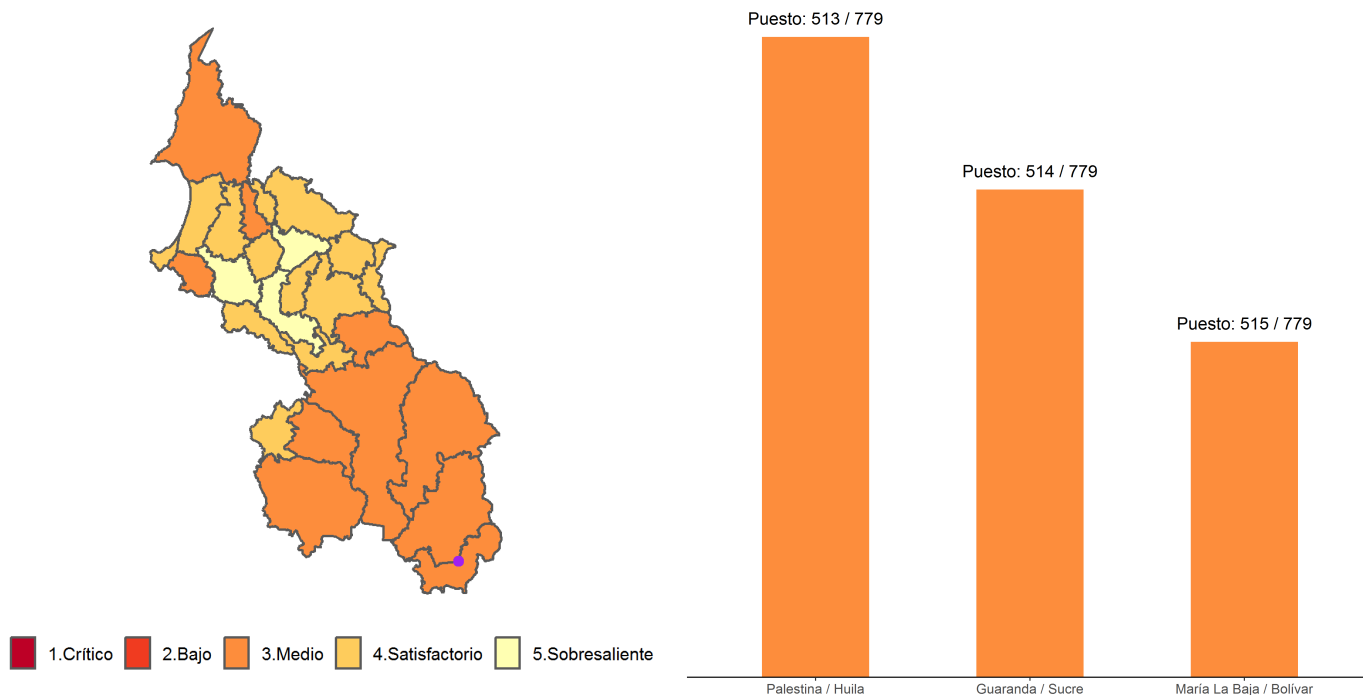 1.Crítico
2.Bajo
3.Medio
4.Satisfactorio
5.Sobresaliente
Puesto: 513 / 779
Puesto: 514 / 779
Puesto: 515 / 779
Palestina / Huila
Guaranda / Sucre
María La Baja / Bolívar